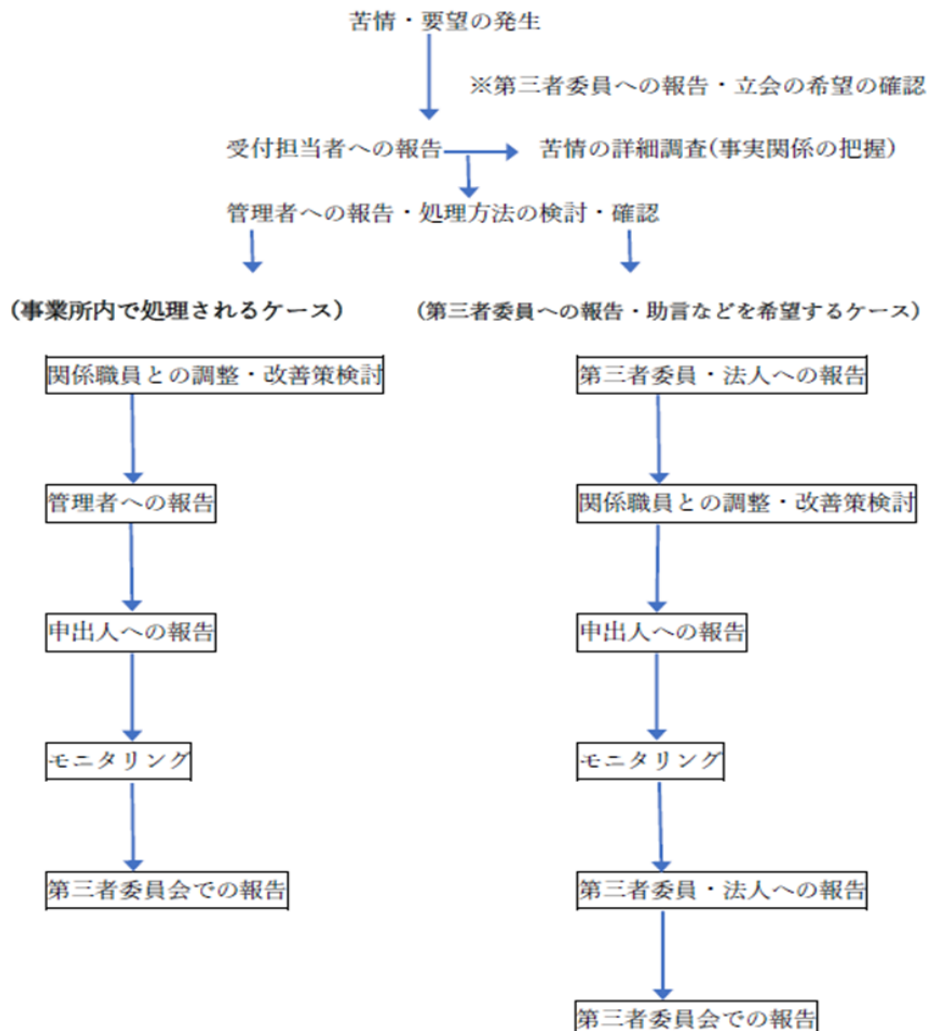 苦情・要望の発生
※第三者委員への報告・立会の希望の確認
受付担当者への報告
苦情の詳細調査(事実関係の把握)
管理者への報告・処理方法の検討・確認
(事業所内で処理されるケース)
(第三者委員への報告・助言などを希望するケース)
関係職員との調整・改善策検討
管理者への報告
申出人への報告
モニタリング
第三者委員会での報告
第三者委員・法人への報告
関係職員との調整・改善策検討
申出人への報告
モニタリング
第三者委員・法人への報告
第三者委員会での報告